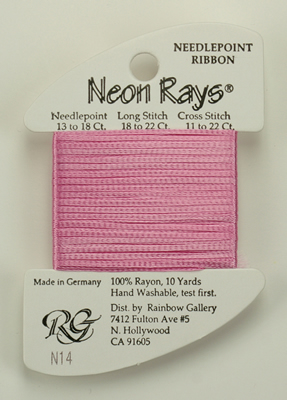 NEEDLEPOINT
RIBBON
Neon Rays®
Needlepoint Long Stitch Cross Stitch
13 to 18 Ct. 18 to 22 Ct. 11 to 22 Ct.
Made in Germany
100% Rayon, 10 Yards
Hand Washable, test first.
RG
N14
Dist. by Rainbow Gallery
7412 Fulton Ave #5
N. Hollywood
CA 91605